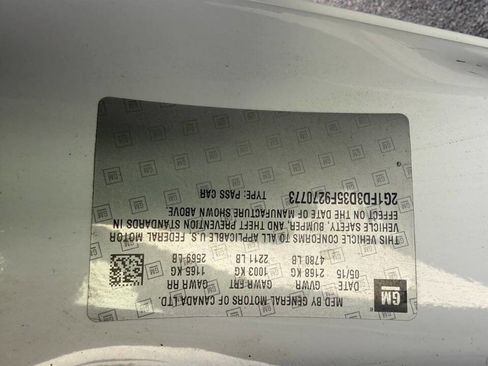 GM
MFD BY GENERAL MOTORS OF CANADA LTD.
DATE GVWR GAWR FRT GAWR RR
05/15 2168 KG 1003 KG 1165 KG
4780 LB 2211 LB 2569 LB
THIS VEHICLE CONFORMS TO ALL APPLICABLE U.S. FEDERAL MOTOR
VEHICLE SAFETY, BUMPER, AND THEFT PREVENTION STANDARDS IN
EFFECT ON THE DATE OF MANUFACTURE SHOWN ABOVE
2G1FD3D35F9270773 TYPE: PASS CAR